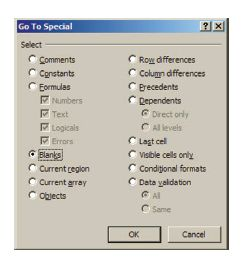 Go To Special
Select
Comments
Constants
Formulas
Numbers
Text
Logicals
Errors
Blanks
Current region
Current array
Objects
Row differences
Column differences
Precedents
Dependents
Direct only
All levels
Last cell
Visible cells only
Conditional formats
Data validation
All
Same
OK
Cancel